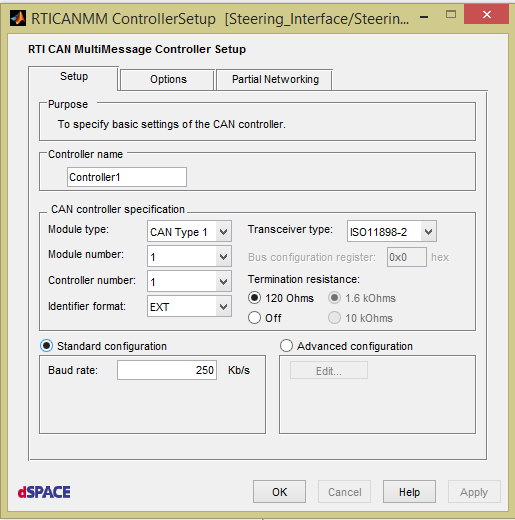 RTICANMM ControllerSetup [Steering_Interface/Steerin...
RTI CAN MultiMessage Controller Setup
Setup
Options
Partial Networking
Purpose
To specify basic settings of the CAN controller.
Controller name
Controller1
CAN controller specification
Module type: CAN Type 1
Transceiver type: ISO11898-2
Module number: 1
Bus configuration register: 0x0 hex
Controller number: 1
Termination resistance:
120 Ohms
1.6 kOhms
Identifier format: EXT
Off
10 kOhms
Standard configuration
Advanced configuration
Baud rate: 250 Kb/s
Edit...
dSPACE
OK
Cancel
Help
Apply